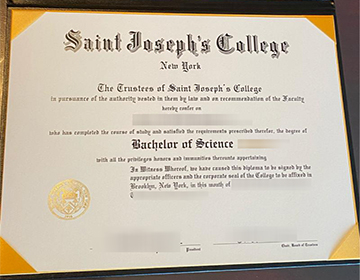 Saint Joseph's College
New York
The Trustees of Saint Joseph's College
in pursuance of the authority vested in them by law and on recommendation of the Faculty
hereby confer on
who has completed the course of study and satisfied the requirements prescribed therefor, the degree of
Bachelor of Science
with all the privileges honors and immunities thereunto appertaining
In Witness Whereof, we have caused this diploma to be signed by the
appropriate officers and the corporate seal of the College to be affixed in
Brooklyn, New York, in this month of
President
Chair, Board of Trustees